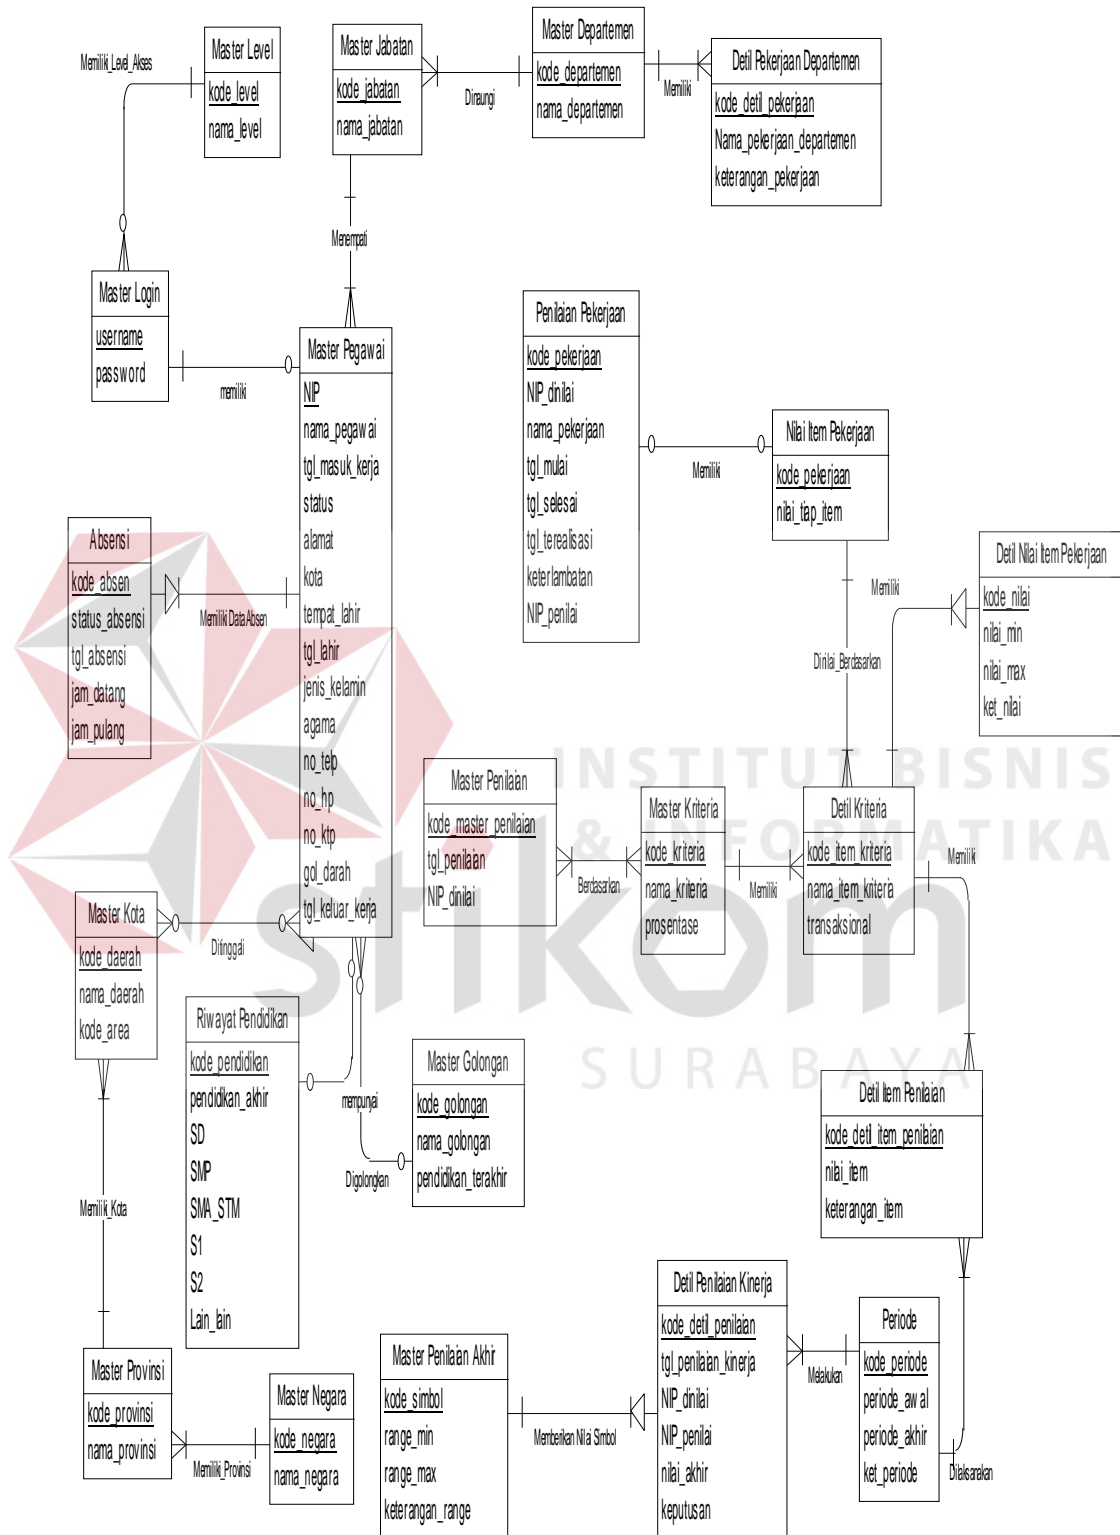 Master Level
kode_level
nama_level
Memiliki_Level_Akses
Master Jabatan
kode_jabatan
nama_jabatan
Dinaungi
Master Departemen
kode_departemen
nama_departemen
Memiliki
Detil Pekerjaan Departemen
kode_detil_pekerjaan
Nama_pekerjaan_departemen
keterangan_pekerjaan
Menempati
Master Login
username
password
memiliki
Master Pegawai
NIP
nama_pegawai
tgl_masuk_kerja
status
alamat
kota
tempat_lahir
tgl_lahir
jenis_kelamin
agama
no_telp
no_hp
no_ktp
gol_darah
tgl_keluar_kerja
Penilaian Pekerjaan
kode_pekerjaan
NIP_dinilai
nama_pekerjaan
tgl_mulai
tgl_selesai
tgl_terealisasi
keterlambatan
NIP_penilai
Memiliki
Nilai Item Pekerjaan
kode_pekerjaan
nilai_tiap_item
Absensi
kode_absen
status_absensi
tgl_absensi
jam_datang
jam_pulang
Memiliki Data Absen
Memiliki
Detil Nilai Item Pekerjaan
kode_nilai
nilai_min
nilai_max
ket_nilai
Dinilai_Berdasarkan
INSTITUT BISNIS
& INFORMATIKA
stikom
SURABAYA
Master Penilaian
kode_master_penilaian
tgl_penilaian
NIP_dinilai
Berdasarkan
Master Kriteria
kode_kriteria
nama_kriteria
prosentase
Memiliki
Detil Kriteria
kode_item_kriteria
nama_item_kriteria
transaksional
Memiliki
Master Kota
kode_daerah
nama_daerah
kode_area
Ditinggali
Riwayat Pendidikan
kode_pendidikan
pendidikan_akhir
SD
SMP
SMA_STM
S1
S2
Lain_lain
mempunyai
Master Golongan
kode_golongan
nama_golongan
pendidikan_terakhir
Digolongkan
Detil Item Penilaian
kode_detil_item_penilaian
nilai_item
keterangan_item
Memiliki_Kota
Master Provinsi
kode_provinsi
nama_provinsi
Memiliki_Provinsi
Master Negara
kode_negara
nama_negara
Master Penilaian Akhir
kode_simbol
range_min
range_max
keterangan_range
Memberikan Nilai Simbol
Detil Penilaian Kinerja
kode_detil_penilaian
tgl_penilaian_kinerja
NIP_dinilai
NIP_penilai
nilai_akhir
keputusan
Melakukan
Periode
kode_periode
periode_awal
periode_akhir
ket_periode
Dilaksanakan